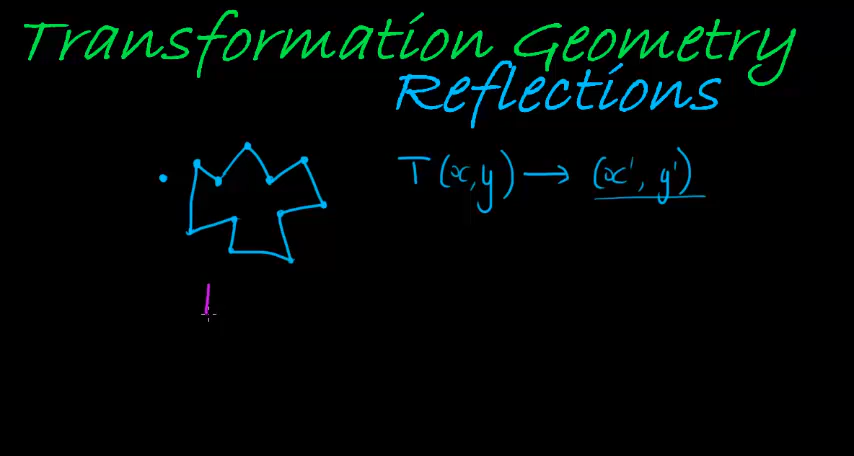 Transformation Geometry
Reflections
T(x,y) → (x', y')